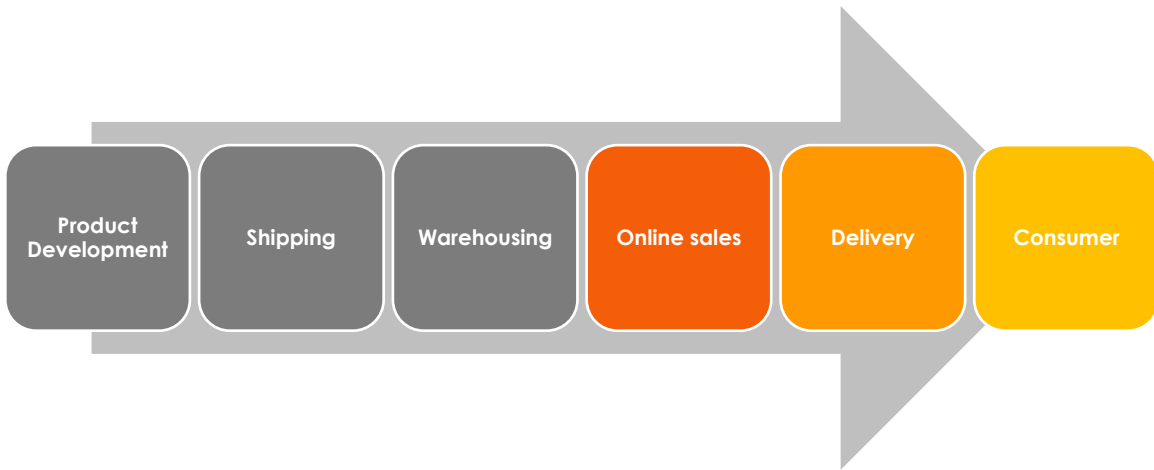 Product
Development
Shipping
Warehousing
Online sales
Delivery
Consumer